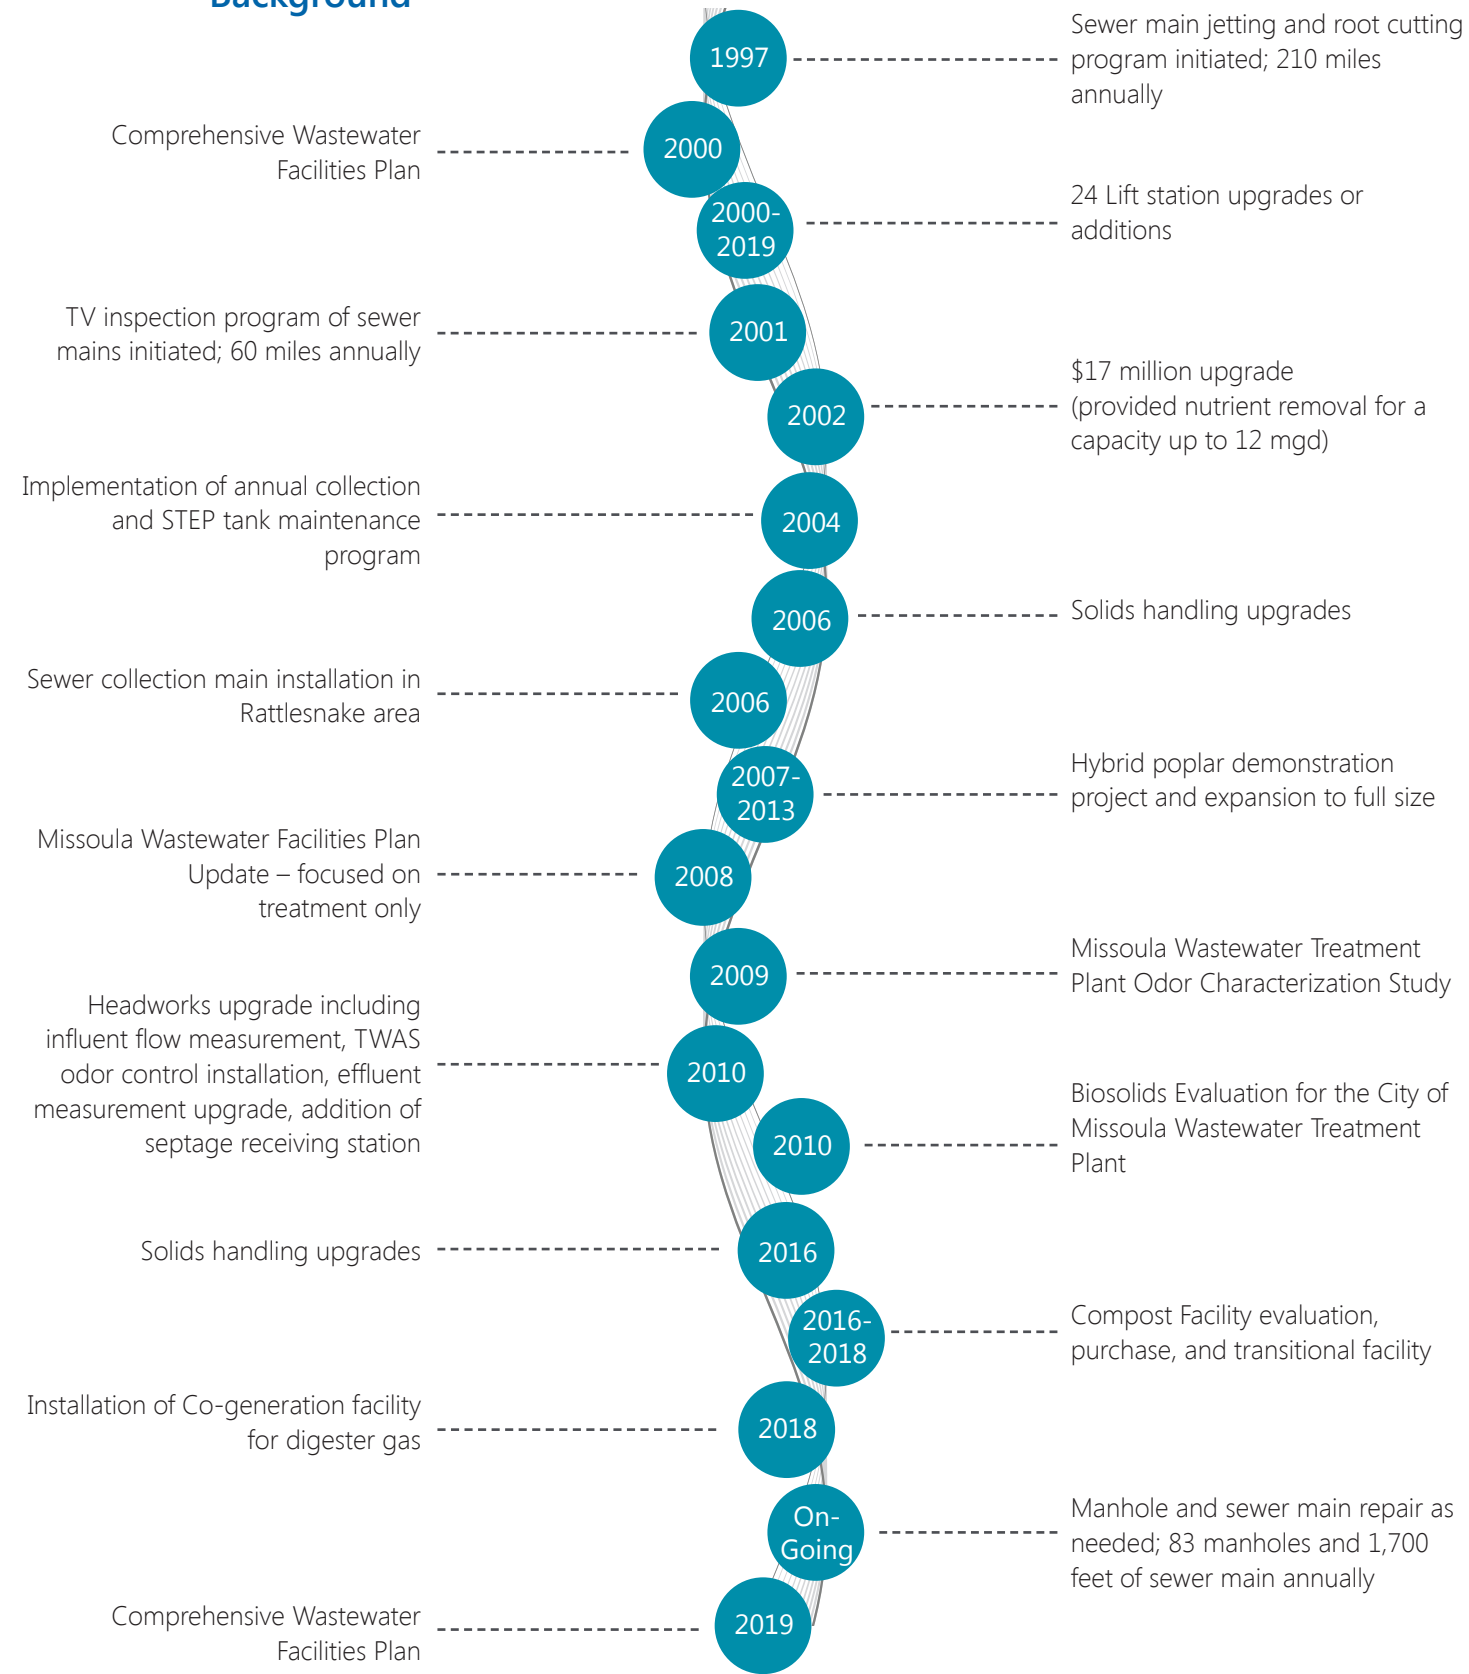 Background
1997
Sewer main jetting and root cutting
program initiated; 210 miles
annually
Comprehensive Wastewater
Facilities Plan
2000
2000-
2019
24 Lift station upgrades or
additions
TV inspection program of sewer
mains initiated; 60 miles annually
2001
2002
$17 million upgrade
(provided nutrient removal for a
capacity up to 12 mgd)
Implementation of annual collection
and STEP tank maintenance
program
2004
2006
Solids handling upgrades
Sewer collection main installation in
Rattlesnake area
2006
2007-
2013
Hybrid poplar demonstration
project and expansion to full size
Missoula Wastewater Facilities Plan
Update – focused on
treatment only
2008
2009
Missoula Wastewater Treatment
Plant Odor Characterization Study
Headworks upgrade including
influent flow measurement, TWAS
odor control installation, effluent
measurement upgrade, addition of
septage receiving station
2010
2010
Biosolids Evaluation for the City of
Missoula Wastewater Treatment
Plant
Solids handling upgrades
2016
2016-
2018
Compost Facility evaluation,
purchase, and transitional facility
Installation of Co-generation facility
for digester gas
2018
On-
Going
Manhole and sewer main repair as
needed; 83 manholes and 1,700
feet of sewer main annually
Comprehensive Wastewater
Facilities Plan
2019